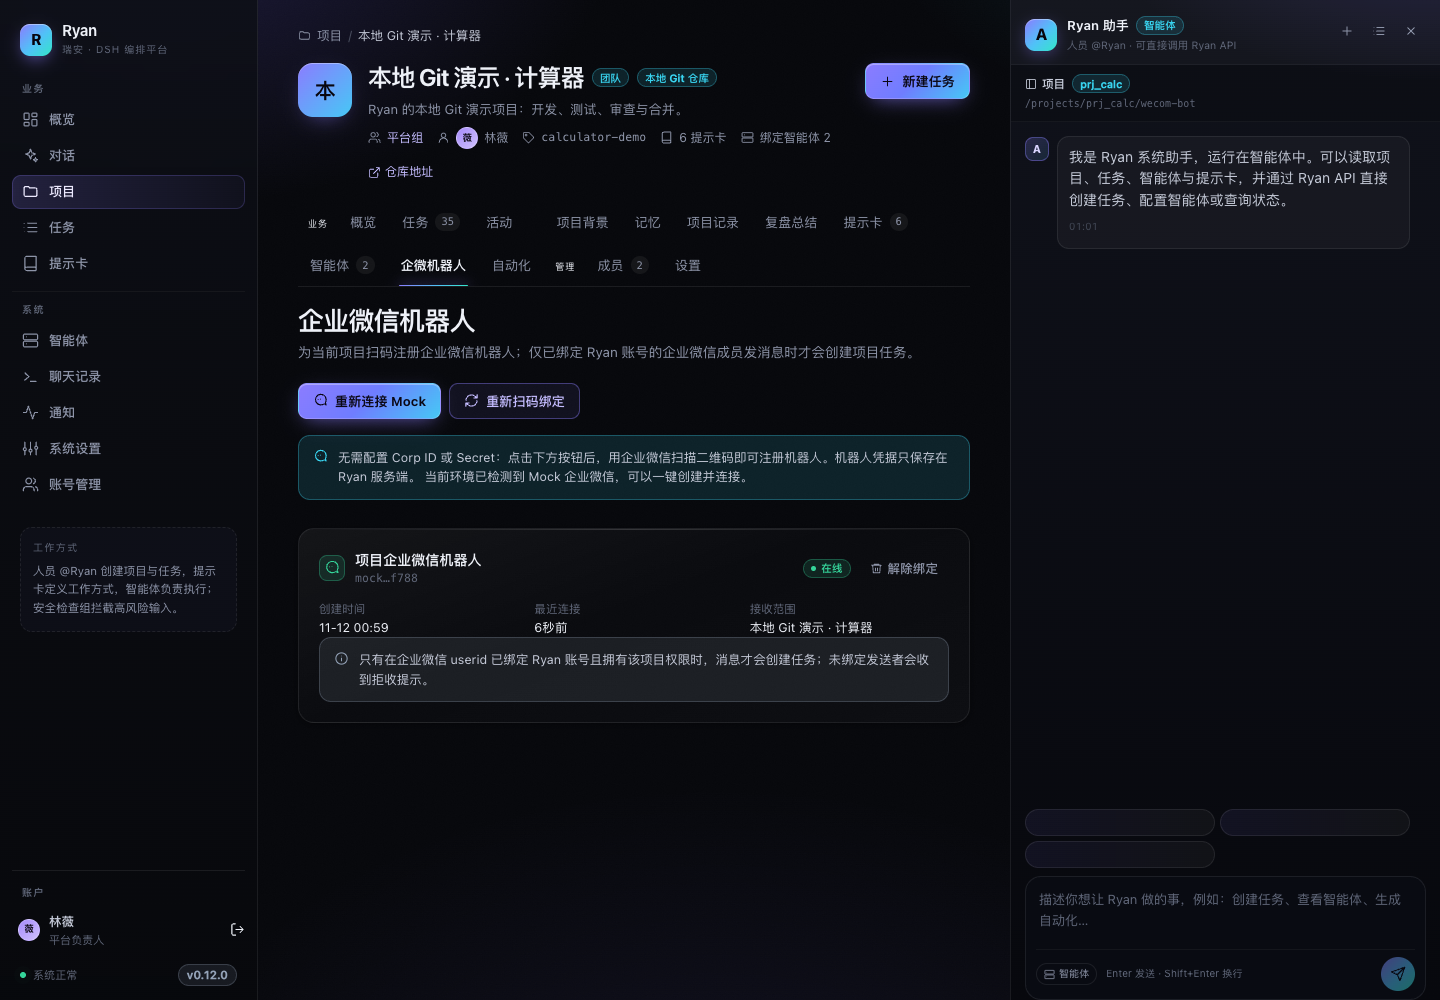 R
Ryan
瑞安 · DSH 编排平台
业务
概览
对话
项目
任务
提示卡
系统
智能体
聊天记录
通知
系统设置
账号管理
工作方式
人员 @Ryan 创建项目与任务，提示
卡定义工作方式，智能体负责执行；
安全检查组拦截高风险输入。
账户
薇
林薇
平台负责人
系统正常
v0.12.0
项目 / 本地 Git 演示 · 计算器
本
本地 Git 演示 · 计算器
团队
本地 Git 仓库
新建任务
Ryan 的本地 Git 演示项目：开发、测试、审查与合并。
平台组
薇
林薇
calculator-demo
6 提示卡
绑定智能体 2
仓库地址
业务
概览
任务 35
活动
项目背景
记忆
项目记录
复盘总结
提示卡 6
智能体 2
企微机器人
自动化
管理
成员 2
设置
企业微信机器人
为当前项目扫码注册企业微信机器人；仅已绑定 Ryan 账号的企业微信成员发消息时才会创建项目任务。
重新连接 Mock
重新扫码绑定
无需配置 Corp ID 或 Secret：点击下方按钮后，用企业微信扫描二维码即可注册机器人。机器人凭据只保存在
Ryan 服务端。 当前环境已检测到 Mock 企业微信，可以一键创建并连接。
项目企业微信机器人
mock…f788
在线
解除绑定
创建时间
11-12 00:59
最近连接
6秒前
接收范围
本地 Git 演示 · 计算器
只有在企业微信 userid 已绑定 Ryan 账号且拥有该项目权限时，消息才会创建任务；未绑定发送者会收
到拒收提示。
A
Ryan 助手
智能体
人员 @Ryan · 可直接调用 Ryan API
项目
prj_calc
/projects/prj_calc/wecom-bot
A
我是 Ryan 系统助手，运行在智能体中。可以读取项
目、任务、智能体与提示卡，并通过 Ryan API 直接
创建任务、配置智能体或查询状态。
01:01
描述你想让 Ryan 做的事，例如：创建任务、查看智能体、生成
自动化…
智能体
Enter 发送 · Shift+Enter 换行